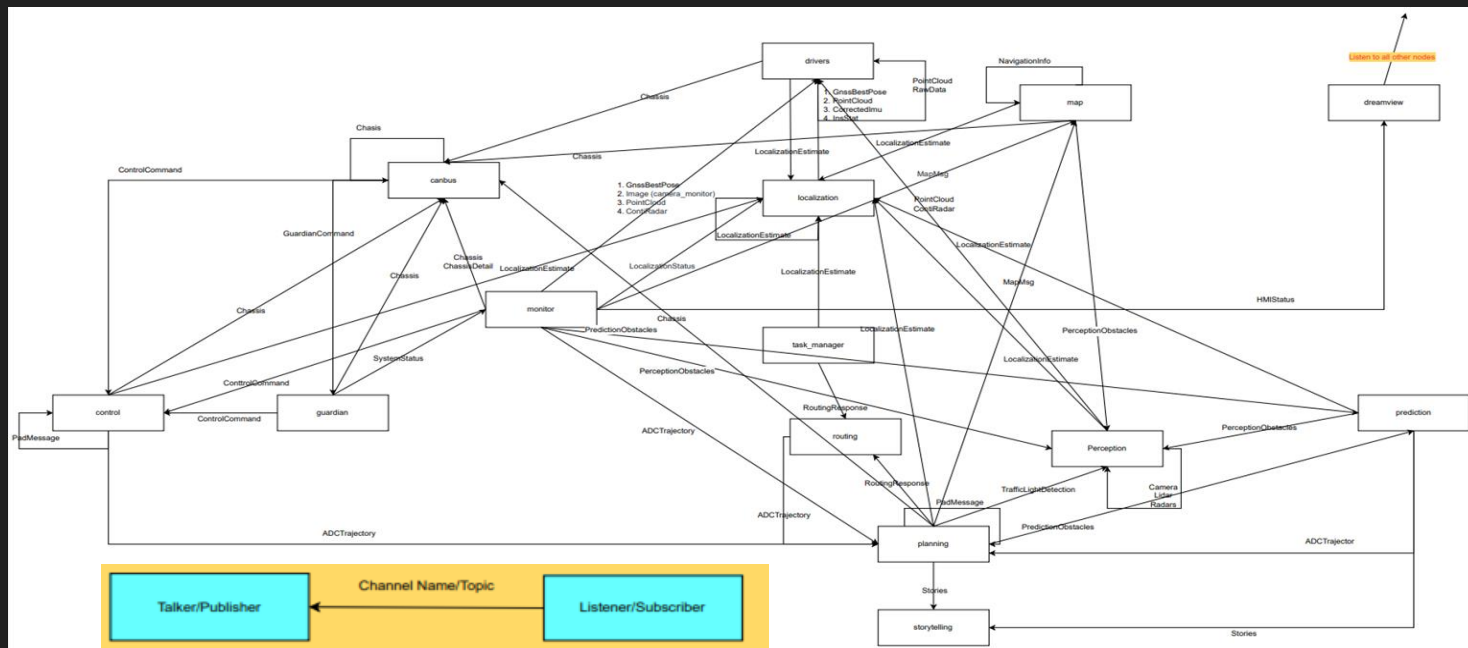 drivers
Listen to all other nodes
NavigationInfo
PointCloud
RawData
map
dreamview
1. GnssBestPose
2. PointCloud
3. CorrectedImu
4. InsStat
Chassis
Chasis
LocalizationEstimate
LocalizationEstimate
Chassis
ControlCommand
canbus
MapMsg
1. GnssBestPose
2. Image (camera_monitor)
3. PointCloud
4. ContiRadar
localization
PointCloud
ContiRadar
GuardianCommand
LocalizationEstimate
LocalizationEstimate
Chassis
ChassisDetail
LocalizationEstimate
LocalizationStatus
LocalizationEstimate
Chassis
MapMsg
HMIStatus
Chassis
monitor
Chassis
PredictionObstacles
LocalizationEstimate
PerceptionObstacles
task_manager
SystemStatus
LocalizationEstimate
PerceptionObstacles
ConttrolCommand
control
ControlCommand
guardian
RoutingResponse
prediction
PadMessage
ADCTrajectory
routing
PerceptionObstacles
Perception
RoutingResponse
TrafficLightDetection
Camera
Lidar
Radars
PadMessage
ADCTrajectory
PredictionObstacles
ADCTrajectory
planning
ADCTrajector
Channel Name/Topic
Talker/Publisher
Listener/Subscriber
Stories
storytelling
Stories